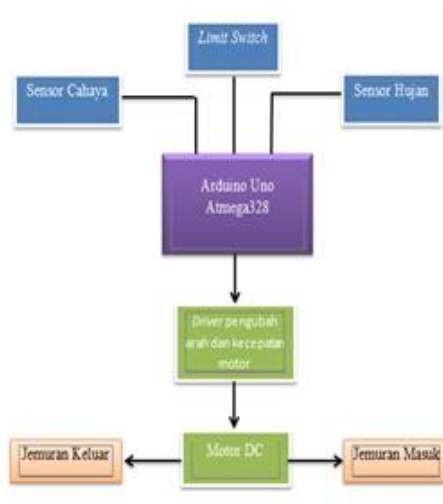 Limit Switch
Sensor Cahaya
Sensor Hujan
Arduino Uno
Atmega328
Driver pengubah
arah dan kecepatan
motor
Jemuran Keluar
Motor DC
Jemuran Masuk